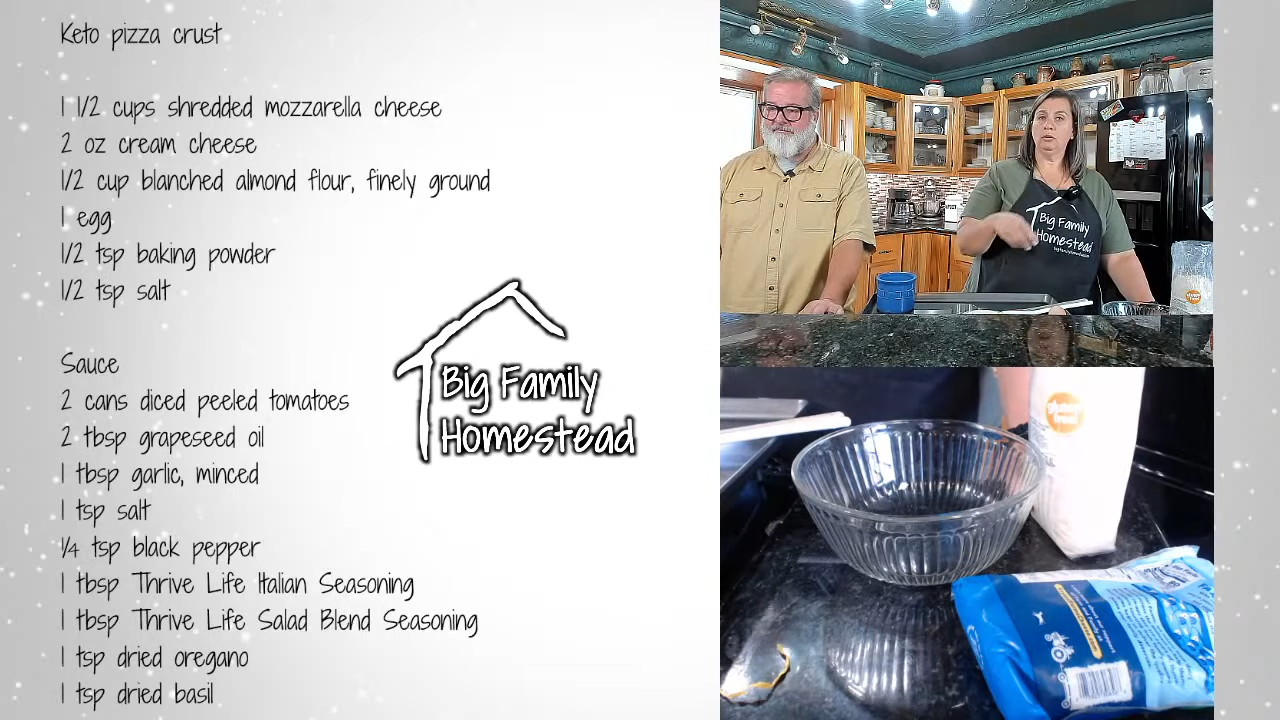 Keto pizza crust
1 1/2 cups shredded mozzarella cheese
2 oz cream cheese
1/2 cup blanched almond flour, finely ground
1 egg
1/2 tsp baking powder
1/2 tsp salt
Sauce
2 cans diced peeled tomatoes
2 tbsp grapeseed oil
1 tbsp garlic, minced
1 tsp salt
1/4 tsp black pepper
1 tbsp Thrive Life Italian Seasoning
1 tbsp Thrive Life Salad Blend Seasoning
1 tsp dried oregano
1 tsp dried basil
Big Family
Homestead
Big Family
Homestead